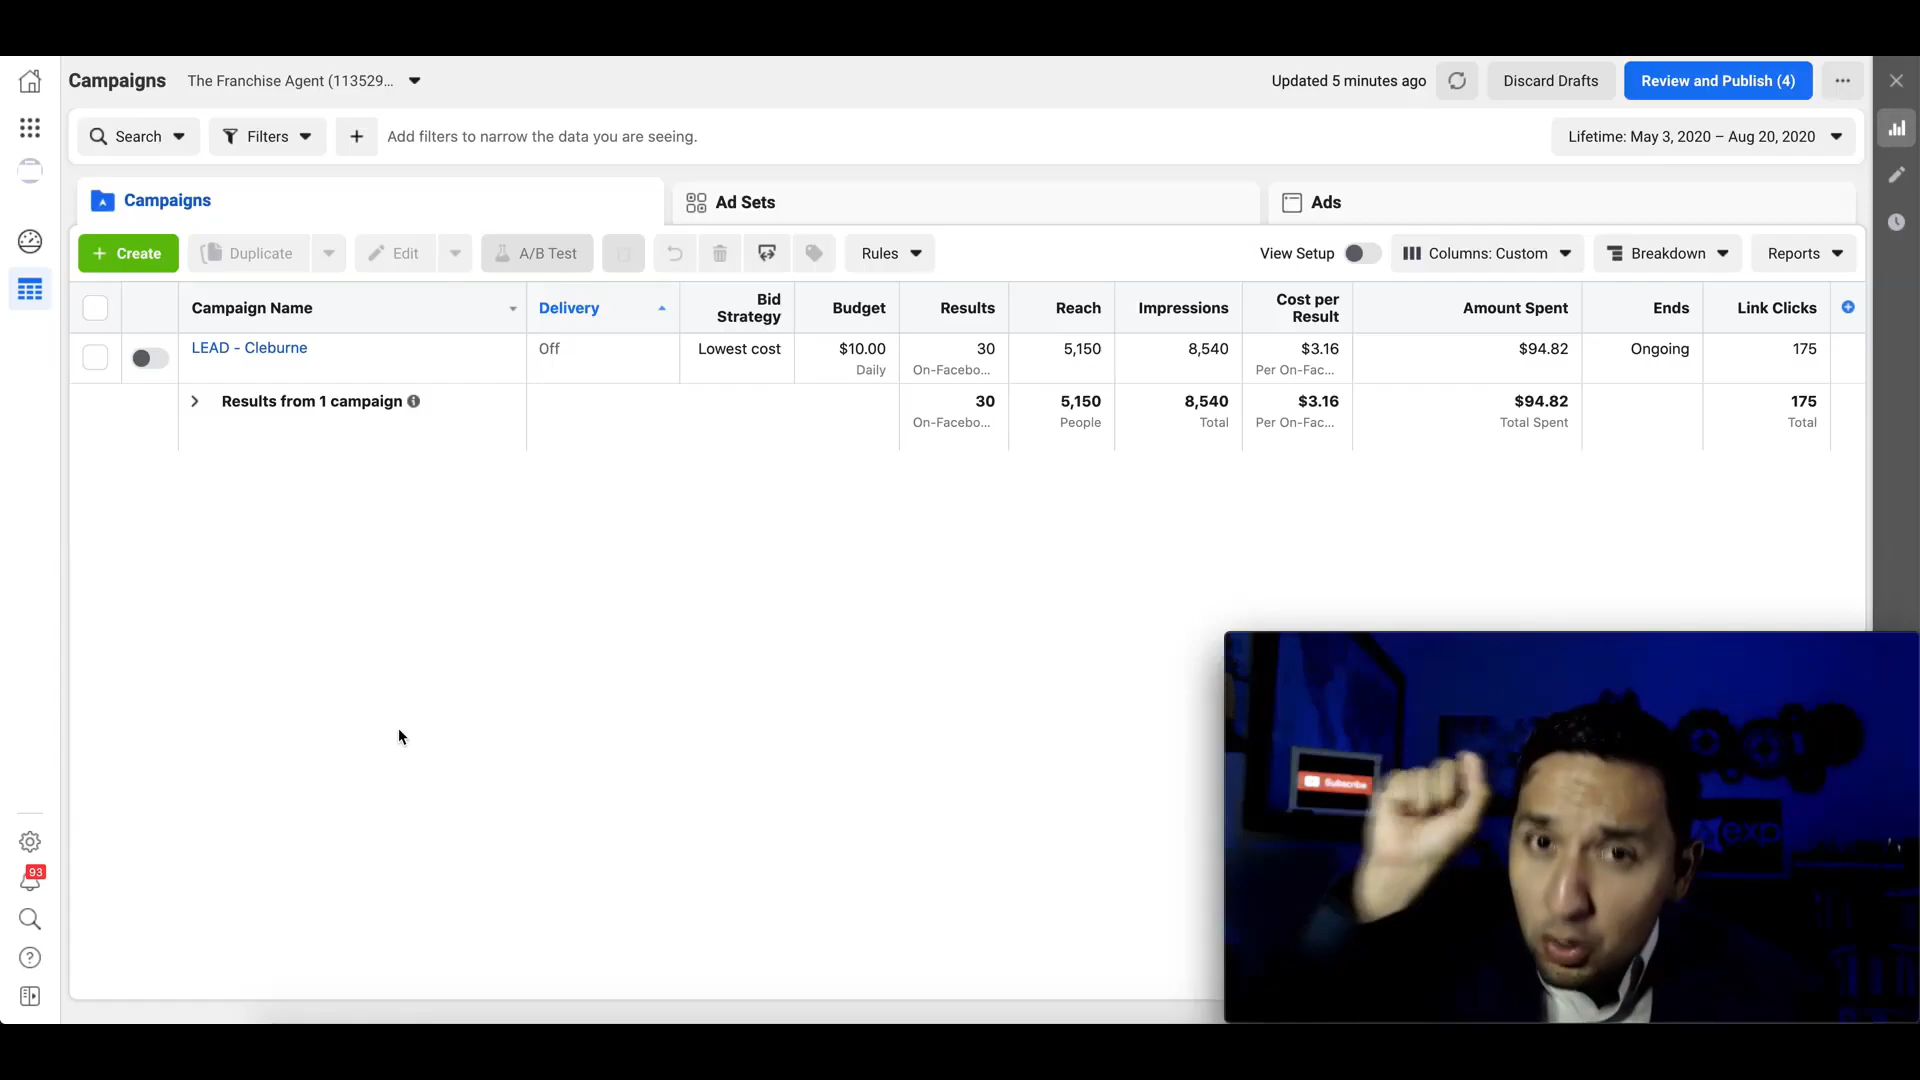 Campaigns
The Franchise Agent (113529...
Updated 5 minutes ago
Discard Drafts
Review and Publish (4)
Search
Filters
Add filters to narrow the data you are seeing.
Lifetime: May 3, 2020 – Aug 20, 2020
Campaigns
Ad Sets
Ads
+ Create
Duplicate
Edit
A/B Test
Rules
View Setup
Columns: Custom
Breakdown
Reports
Campaign Name
Delivery
Bid Strategy
Budget
Results
Reach
Impressions
Cost per Result
Amount Spent
Ends
Link Clicks
LEAD - Cleburne
Off
Lowest cost
$10.00
Daily
30
On-Facebo...
5,150
8,540
$3.16
Per On-Fac...
$94.82
Ongoing
175
Results from 1 campaign
30
On-Facebo...
5,150
People
8,540
Total
$3.16
Per On-Fac...
$94.82
Total Spent
175
Total
93
Subscribe
exp